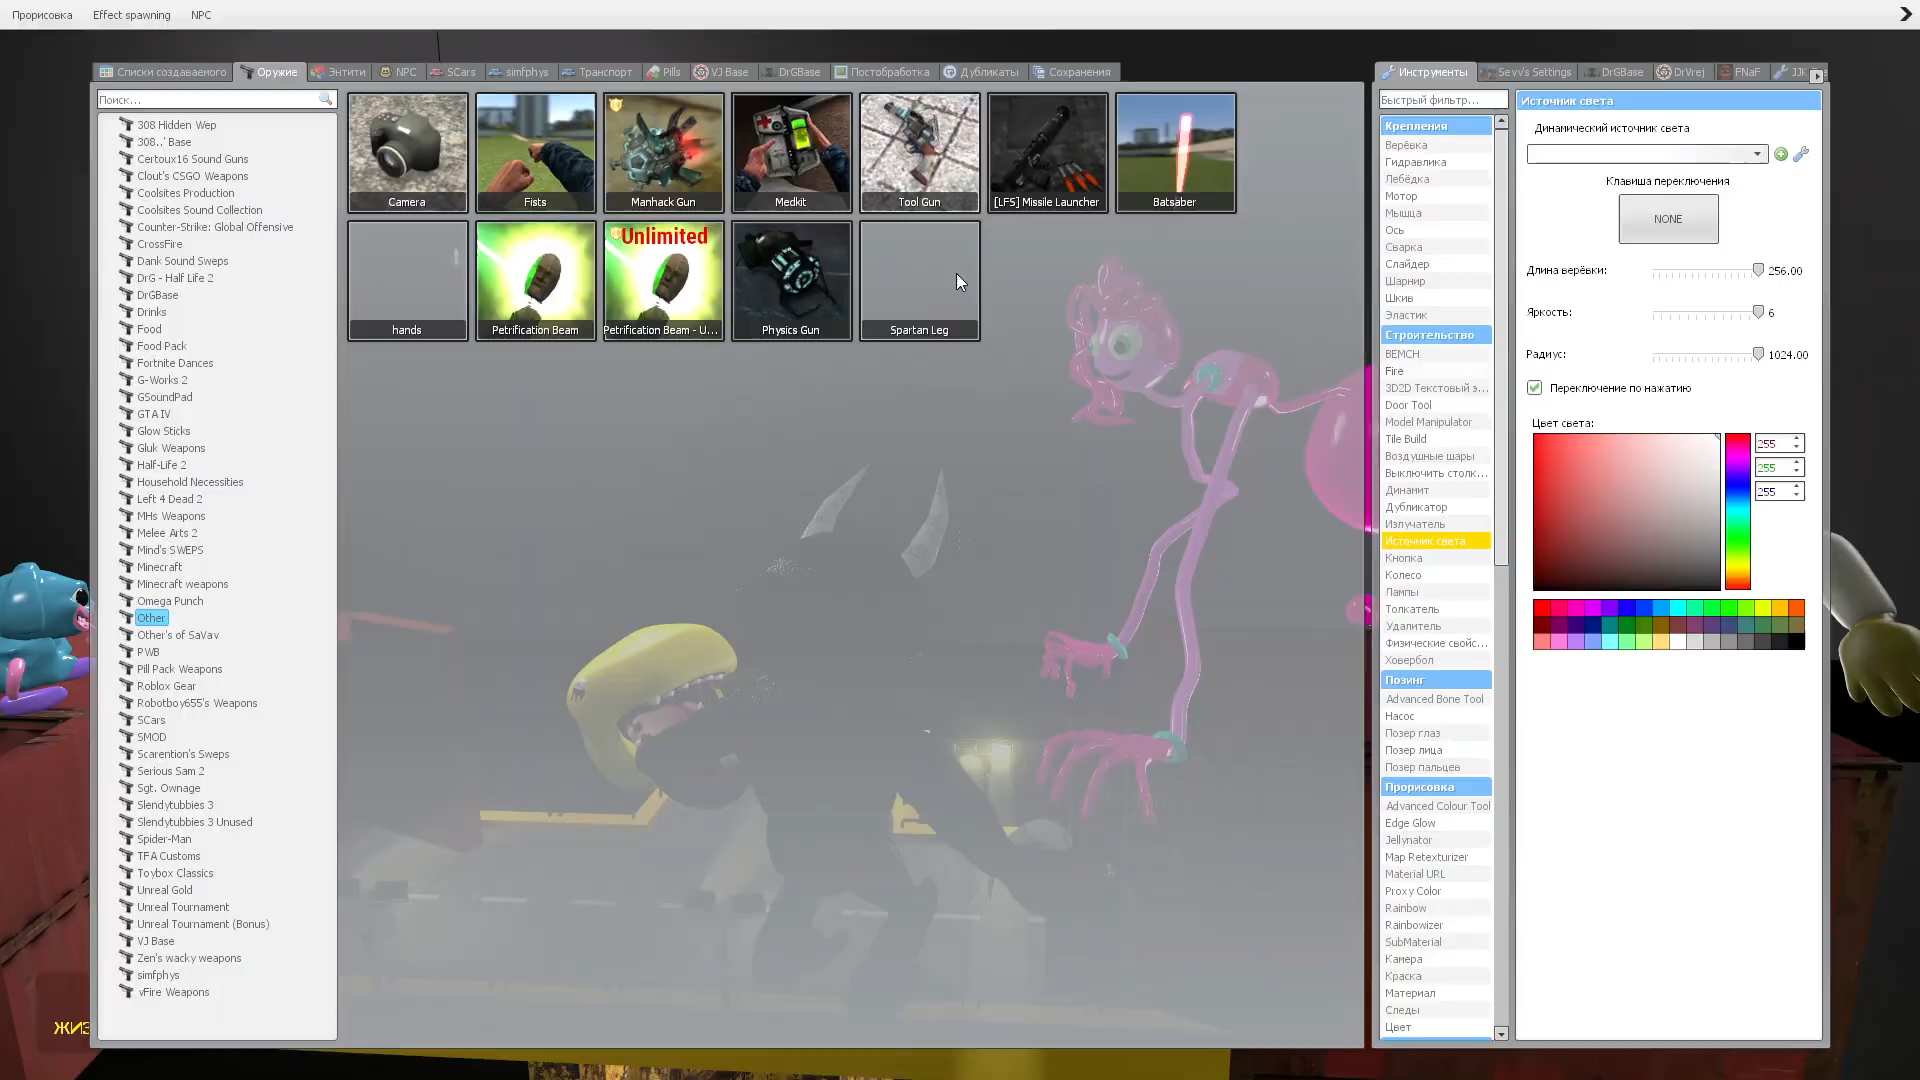 Прорисовка
Effect spawning
NPC
Списки создаваемого
Оружие
Энтити
NPC
SCars
simfphys
Транспорт
Pills
VJ Base
DrGBase
Постобработка
Дубликаты
Сохранения
Инструменты
Sevv's Settings
DrGBase
DrVrej
FNaF
Поиск...
308 Hidden Wep
308..' Base
Certoux16 Sound Guns
Clout's CSGO Weapons
Coolsites Production
Coolsites Sound Collection
Counter-Strike: Global Offensive
CrossFire
Dank Sound Sweps
DrG - Half Life 2
DrGBase
Drinks
Food
Food Pack
Fortnite Dances
G-Works 2
GSoundPad
GTA IV
Glow Sticks
Gluk Weapons
Half-Life 2
Household Necessities
Left 4 Dead 2
MHs Weapons
Melee Arts 2
Mind's SWEPS
Minecraft
Minecraft weapons
Omega Punch
Other
Other's of SaVav
PWB
Pill Pack Weapons
Roblox Gear
Robotboy655's Weapons
SCars
SMOD
Scarention's Sweps
Serious Sam 2
Sgt. Ownage
Slendytubbies 3
Slendytubbies 3 Unused
Spider-Man
TFA Customs
Toybox Classics
Unreal Gold
Unreal Tournament
Unreal Tournament (Bonus)
VJ Base
Zen's wacky weapons
simfphys
vFire Weapons
Camera
Fists
Manhack Gun
Medkit
Tool Gun
[LFS] Missile Launcher
Batsaber
hands
Petrification Beam
Unlimited
Petrification Beam - U...
Physics Gun
Spartan Leg
Быстрый фильтр...
Крепления
Верёвка
Гидравлика
Лебёдка
Мотор
Мышца
Ось
Сварка
Слайдер
Шарнир
Шкив
Эластик
Строительство
BEMCH
Fire
3D2D Текстовый э...
Door Tool
Model Manipulator
Tile Build
Воздушные шары
Выключить столк...
Динамит
Дубликатор
Излучатель
Источник света
Кнопка
Колесо
Лампы
Толкатель
Удалитель
Физические свойс...
Ховербол
Позинг
Advanced Bone Tool
Насос
Позер глаз
Позер лица
Позер пальцев
Прорисовка
Advanced Colour Tool
Edge Glow
Jellynator
Map Retexturizer
Material URL
Proxy Color
Rainbow
Rainbowizer
SubMaterial
Камера
Краска
Материал
Следы
Цвет
Источник света
Динамический источник света
Клавиша переключения
NONE
Длина верёвки: 256.00
Яркость: 6
Радиус: 1024.00
Переключение по нажатию
Цвет света:
255
255
255